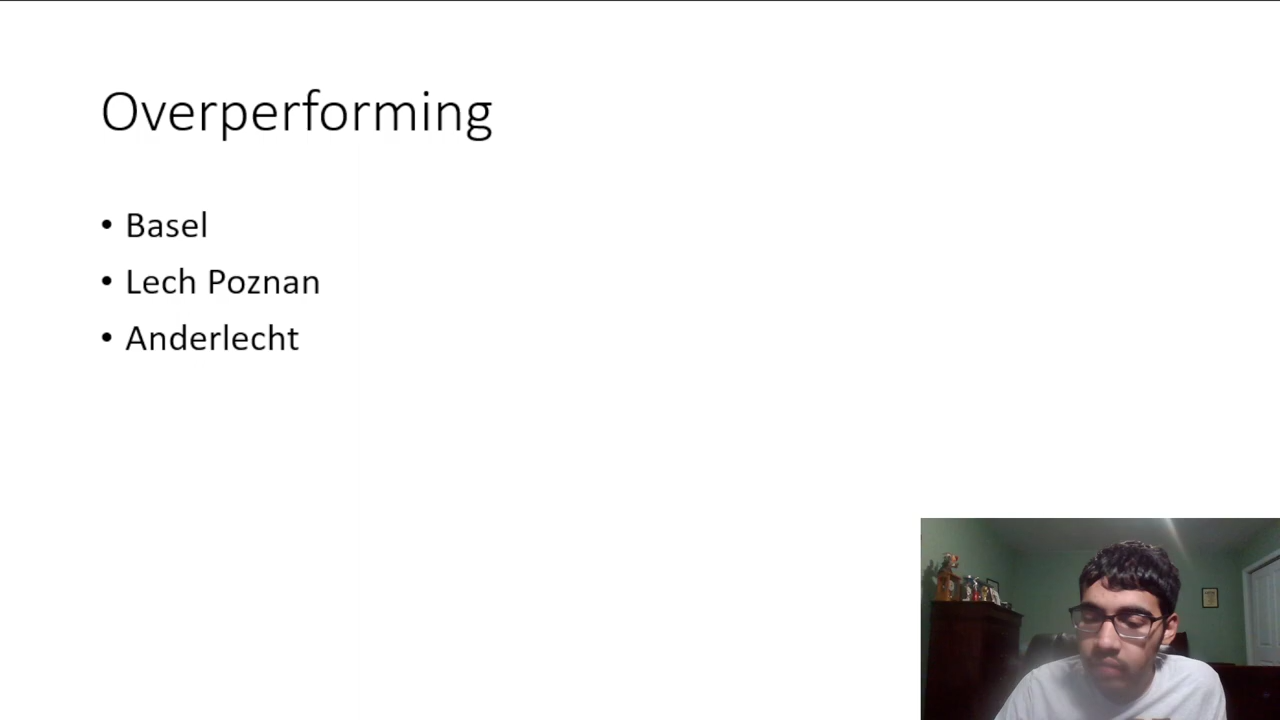 Overperforming
• Basel
• Lech Poznan
• Anderlecht